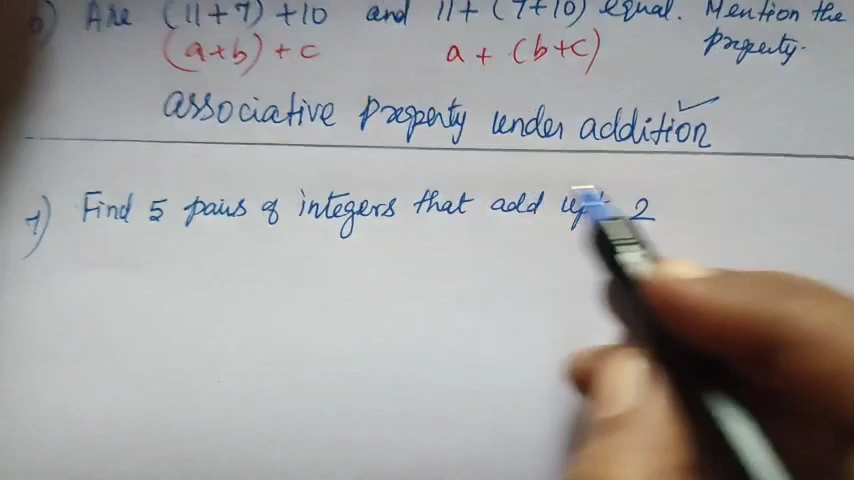 6) Are (11+7)+10 and 11+(7+10) equal. Mention the
(a+b)+c a+(b+c) property.
associative property under addition ✓
7) Find 5 pairs of integers that add 2